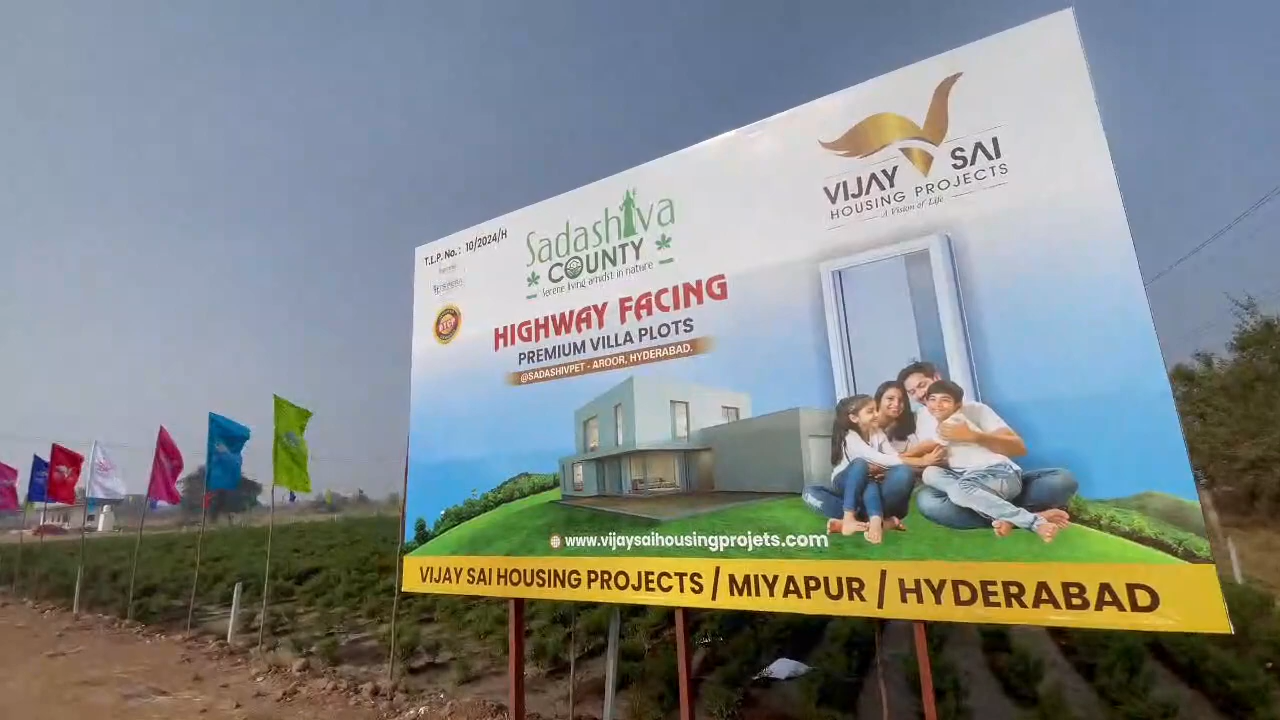 T.L.P. No.: 10/2024/H
Sadashiva
COUNTY
Serene living amidst in nature
HIGHWAY FACING
PREMIUM VILLA PLOTS
@SADASHIVPET - AROOR, HYDERABAD.
VIJAY SAI
HOUSING PROJECTS
A Vision of Life
www.vijaysaihousingprojets.com
VIJAY SAI HOUSING PROJECTS / MIYAPUR / HYDERABAD